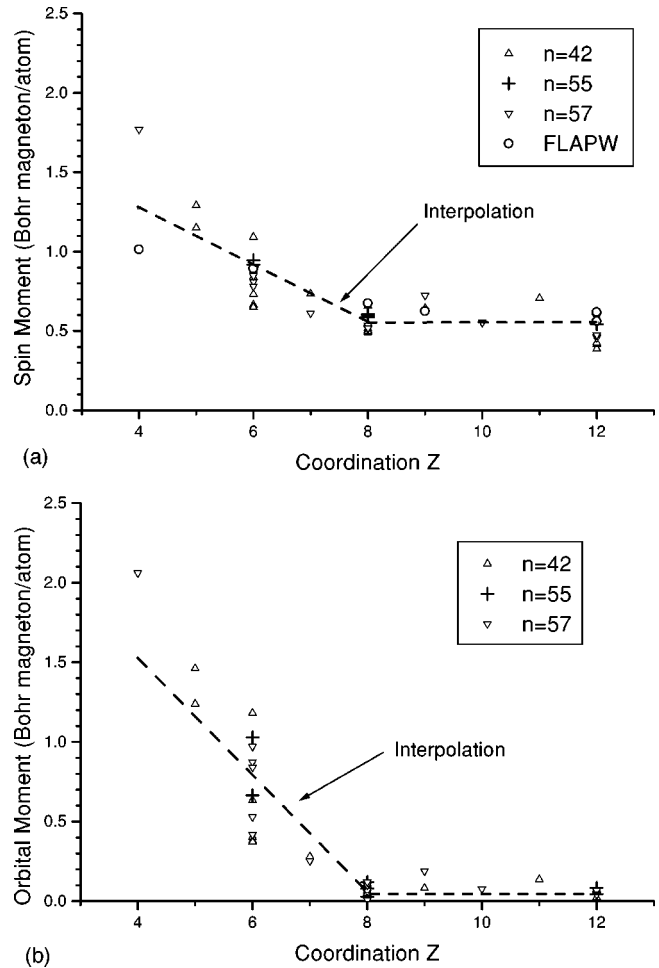 2.5
2.0
1.5
1.0
0.5
0.0
Spin Moment (Bohr magneton/atom)
n=42
n=55
n=57
FLAPW
Interpolation
4 6 8 10 12
Coordination Z
(a)
2.5
2.0
1.5
1.0
0.5
0.0
Orbital Moment (Bohr magneton/atom)
n=42
n=55
n=57
Interpolation
4 6 8 10 12
Coordination Z
(b)